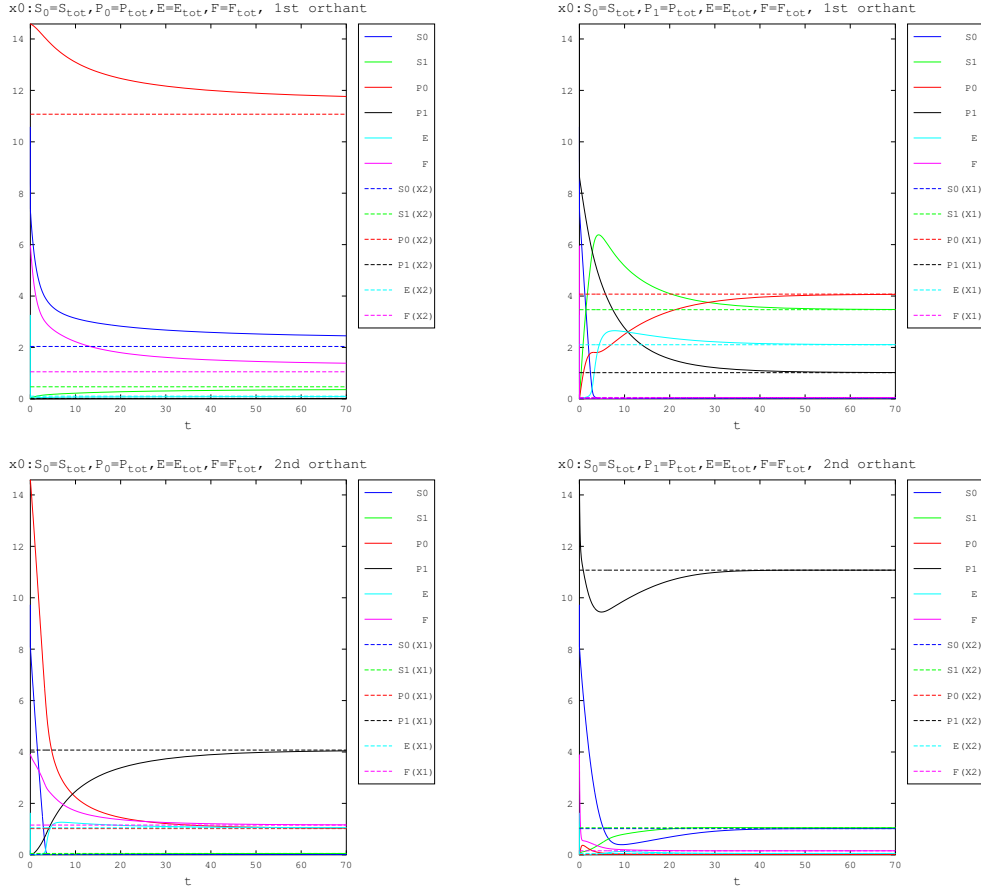 x0:S0=Stot,P0=Ptot,E=Etot,F=Ftot, 1st orthant
14
12
10
8
6
4
2
0
0 10 20 30 40 50 60 70
t
S0
S1
P0
P1
E
F
S0(X2)
S1(X2)
P0(X2)
P1(X2)
E(X2)
F(X2)
x0:S0=Stot,P1=Ptot,E=Etot,F=Ftot, 1st orthant
14
12
10
8
6
4
2
0
0 10 20 30 40 50 60 70
t
S0
S1
P0
P1
E
F
S0(X1)
S1(X1)
P0(X1)
P1(X1)
E(X1)
F(X1)
x0:S0=Stot,P0=Ptot,E=Etot,F=Ftot, 2nd orthant
14
12
10
8
6
4
2
0
0 10 20 30 40 50 60 70
t
S0
S1
P0
P1
E
F
S0(X1)
S1(X1)
P0(X1)
P1(X1)
E(X1)
F(X1)
x0:S0=Stot,P1=Ptot,E=Etot,F=Ftot, 2nd orthant
14
12
10
8
6
4
2
0
0 10 20 30 40 50 60 70
t
S0
S1
P0
P1
E
F
S0(X2)
S1(X2)
P0(X2)
P1(X2)
E(X2)
F(X2)